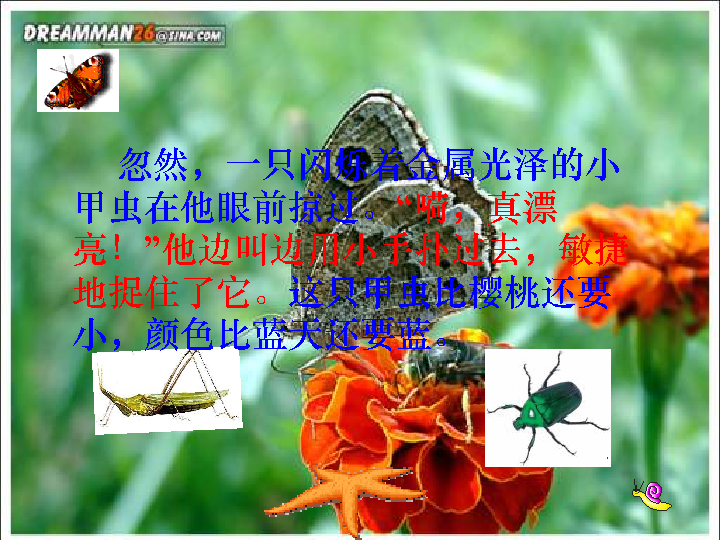 DREAMMAN26@SINA.COM
忽然，一只闪烁着金属光泽的小
甲虫在他眼前掠过。“嗬，真漂
亮！”他边叫边用小手扑过去，敏捷
地捉住了它。这只甲虫比樱桃还要
小，颜色比蓝天还要蓝。